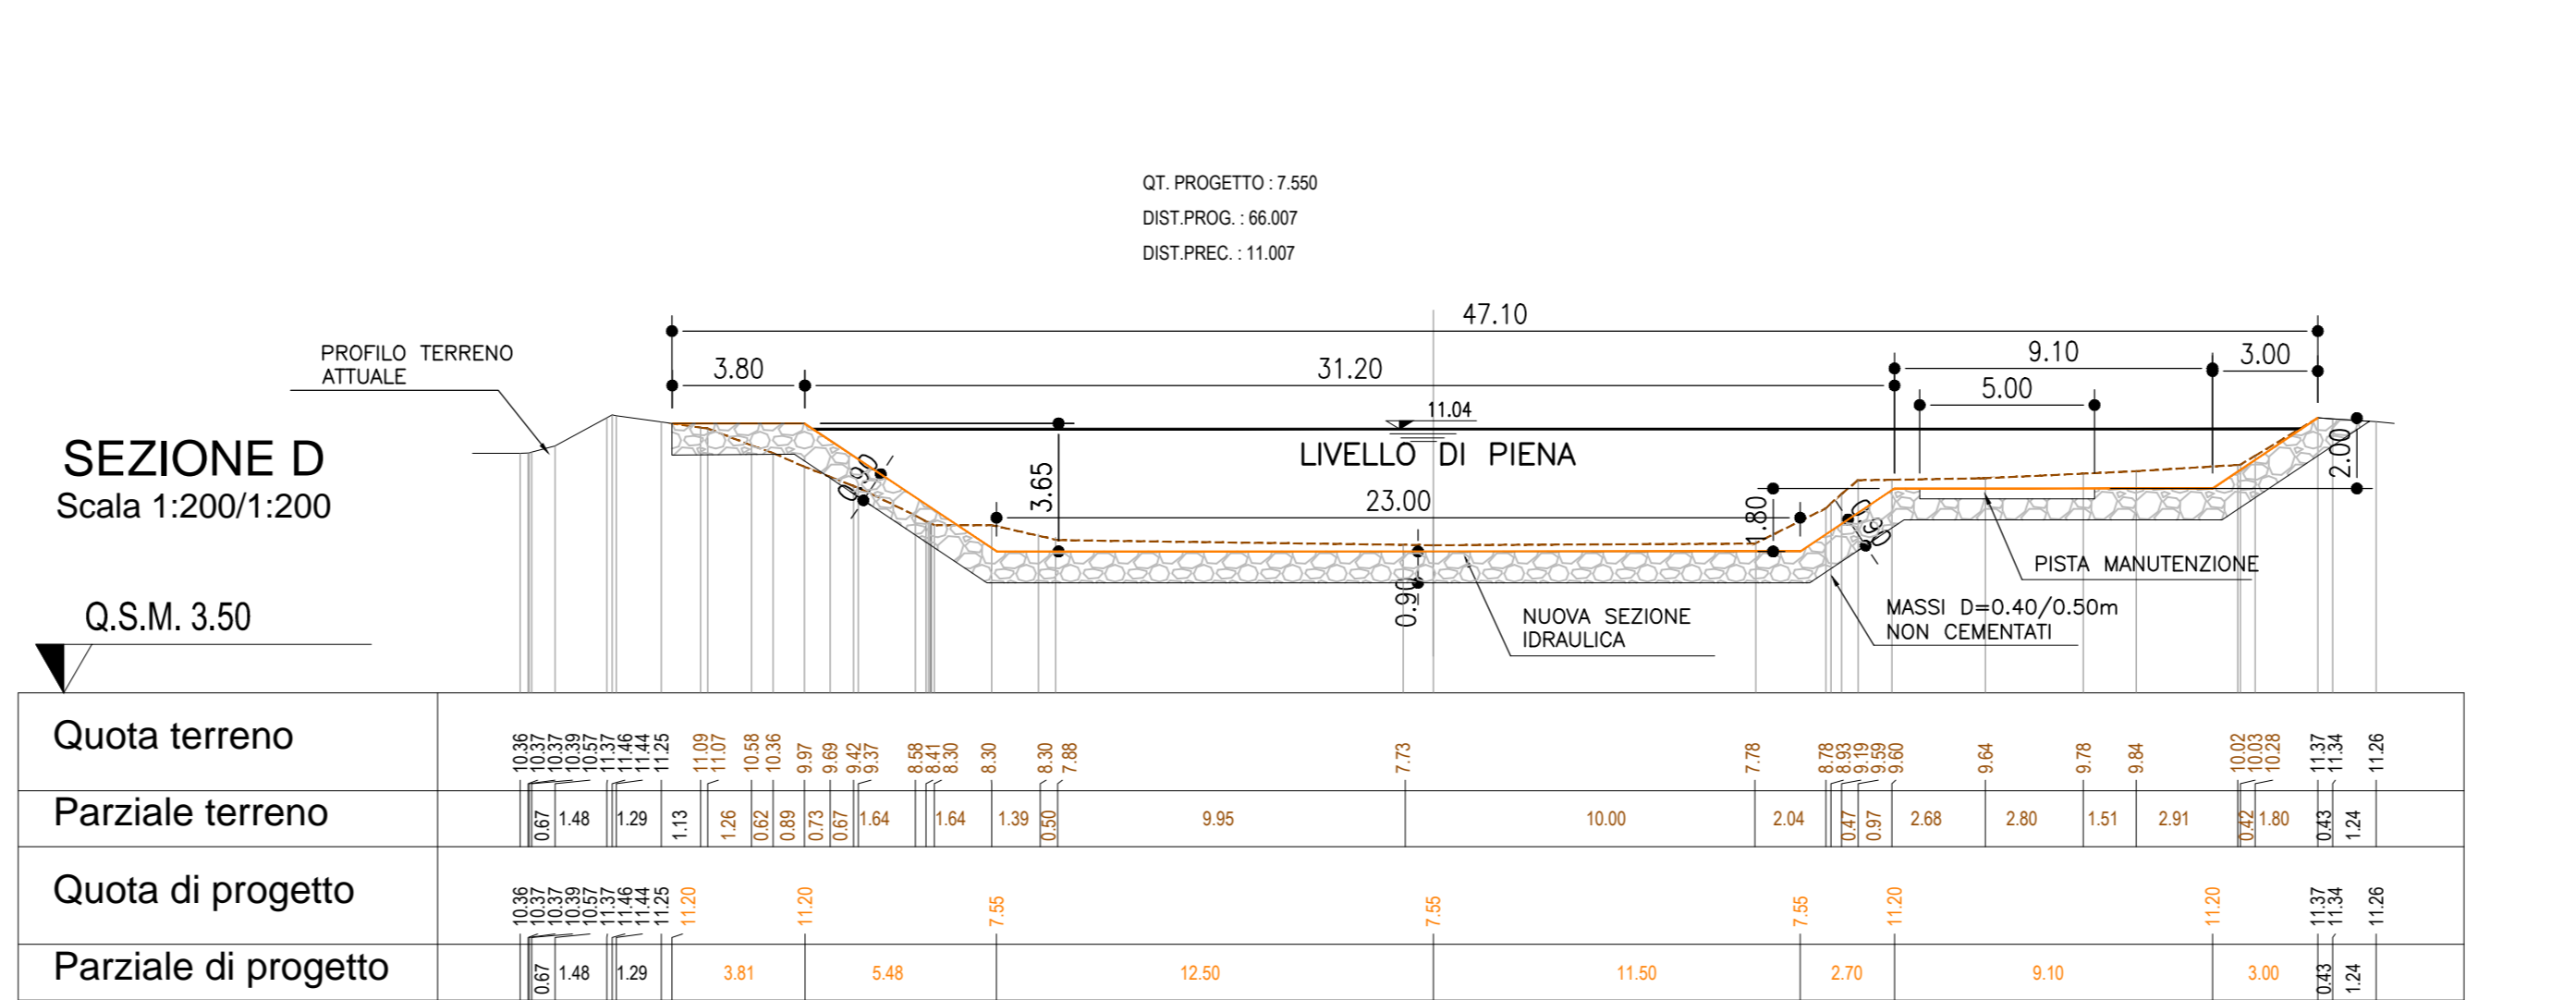 QT. PROGETTO : 7.550
DIST.PROG. : 66.007
DIST.PREC. : 11.007
47.10
3.80
31.20
9.10
3.00
5.00
PROFILO TERRENO
ATTUALE
11.04
LIVELLO DI PIENA
SEZIONE D
Scala 1:200/1:200
0.90
3.65
23.00
1.80
0.90
2.00
0.90
PISTA MANUTENZIONE
MASSI D=0.40/0.50m
NON CEMENTATI
NUOVA SEZIONE
IDRAULICA
Q.S.M. 3.50
Quota terreno 10.36 10.37 10.37 10.39 10.57 11.37 11.46 11.44 11.25 11.09 11.07 10.58 10.36 9.97 9.69 9.42 9.37 8.58 8.41 8.30 8.30 8.30 7.88 7.73 7.78 8.78 8.93 9.19 9.59 9.60 9.64 9.78 9.84 10.02 10.03 10.28 11.37 11.34 11.26
Parziale terreno 0.67 1.48 1.29 1.13 1.26 0.62 0.89 0.73 0.67 1.64 1.64 1.39 0.50 9.95 10.00 2.04 0.47 0.97 2.68 2.80 1.51 2.91 0.42 1.80 0.43 1.24
Quota di progetto 10.36 10.37 10.37 10.39 10.57 11.37 11.46 11.44 11.25 11.20 11.20 7.55 7.55 7.55 11.20 11.20 11.37 11.34 11.26
Parziale di progetto 0.67 1.48 1.29 3.81 5.48 12.50 11.50 2.70 9.10 3.00 0.43 1.24